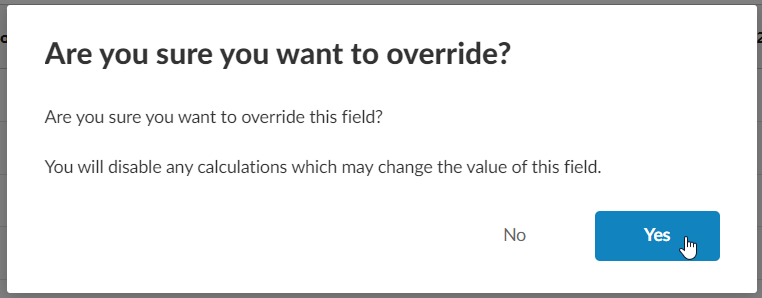 Are you sure you want to override?
Are you sure you want to override this field?
You will disable any calculations which may change the value of this field.
No
Yes